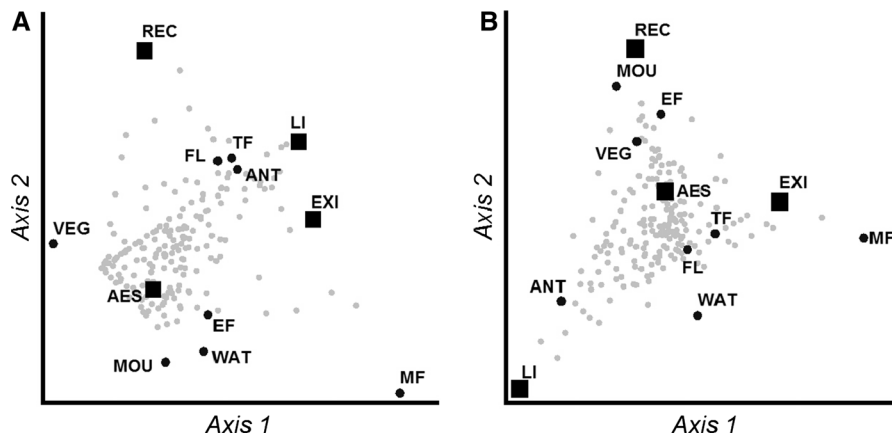 A
REC
LI
TF
FL
ANT
EXI
VEG
AES
EF
WAT
MOU
MF
Axis 2
Axis 1
B
REC
MOU
EF
VEG
AES
EXI
TF
MF
FL
ANT
WAT
LI
Axis 2
Axis 1